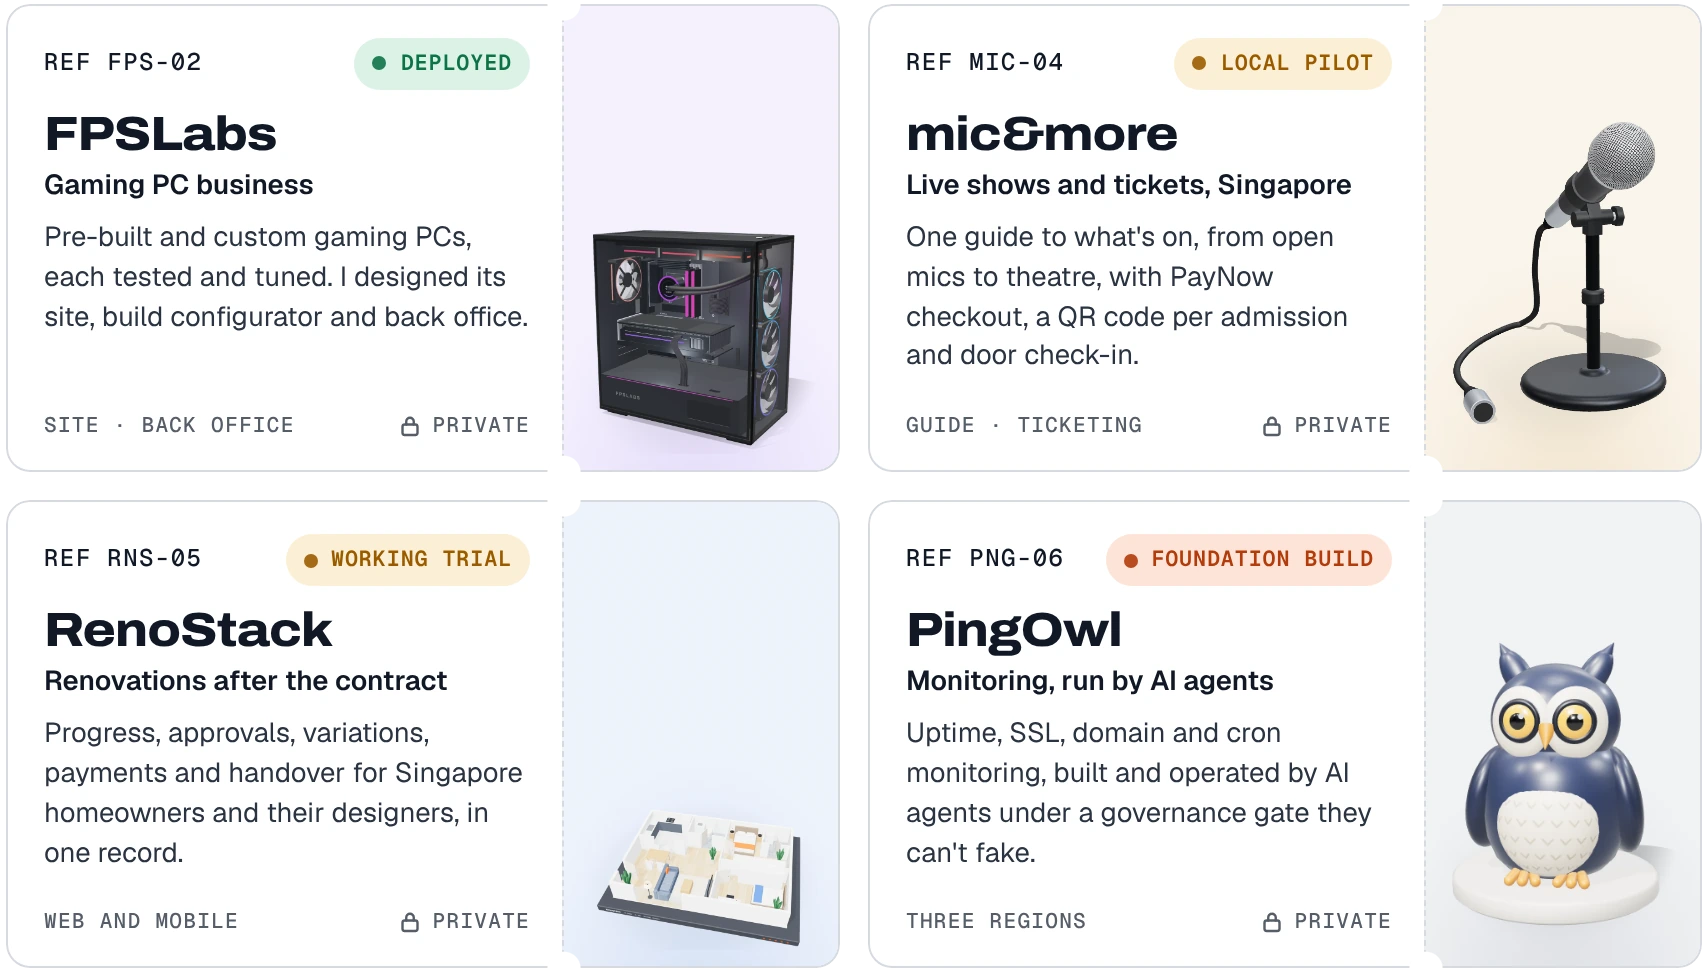 REF FPS-02
DEPLOYED
FPSLabs
Gaming PC business
Pre-built and custom gaming PCs,
each tested and tuned. I designed its
site, build configurator and back office.
SITE · BACK OFFICE
PRIVATE
FPSLABS
REF MIC-04
LOCAL PILOT
mic&more
Live shows and tickets, Singapore
One guide to what's on, from open
mics to theatre, with PayNow
checkout, a QR code per admission
and door check-in.
GUIDE · TICKETING
PRIVATE
REF RNS-05
WORKING TRIAL
RenoStack
Renovations after the contract
Progress, approvals, variations,
payments and handover for Singapore
homeowners and their designers, in
one record.
WEB AND MOBILE
PRIVATE
REF PNG-06
FOUNDATION BUILD
PingOwl
Monitoring, run by AI agents
Uptime, SSL, domain and cron
monitoring, built and operated by AI
agents under a governance gate they
can't fake.
THREE REGIONS
PRIVATE